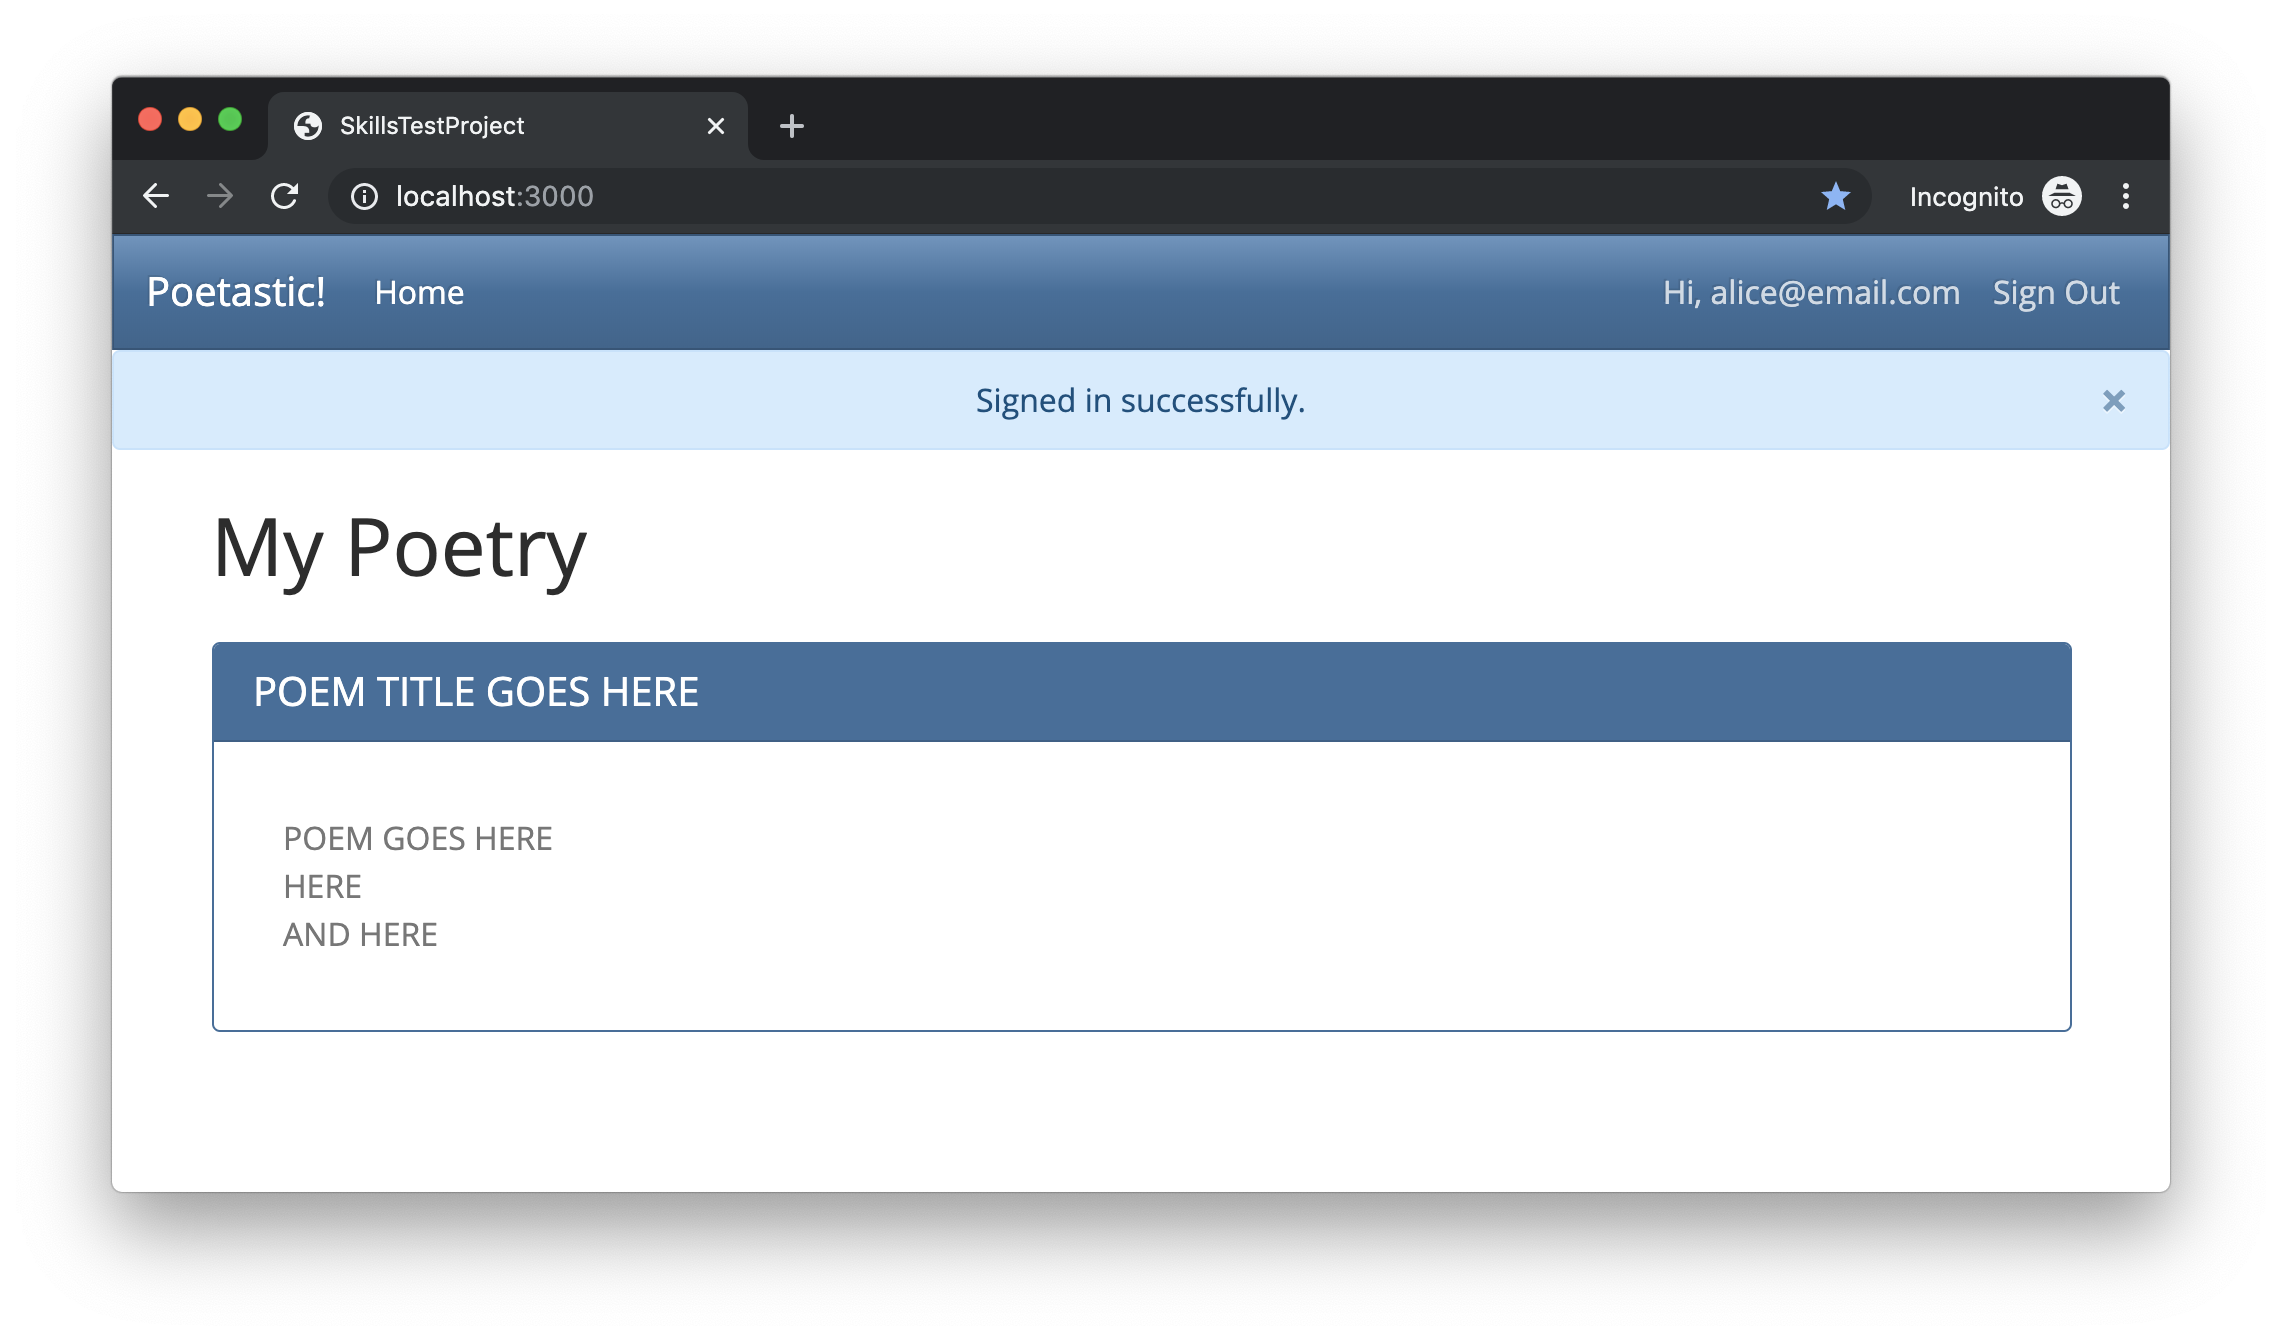 SkillsTestProject
localhost:3000
Incognito
Poetastic! Home Hi, alice@email.com Sign Out
Signed in successfully.
My Poetry
POEM TITLE GOES HERE
POEM GOES HERE
HERE
AND HERE